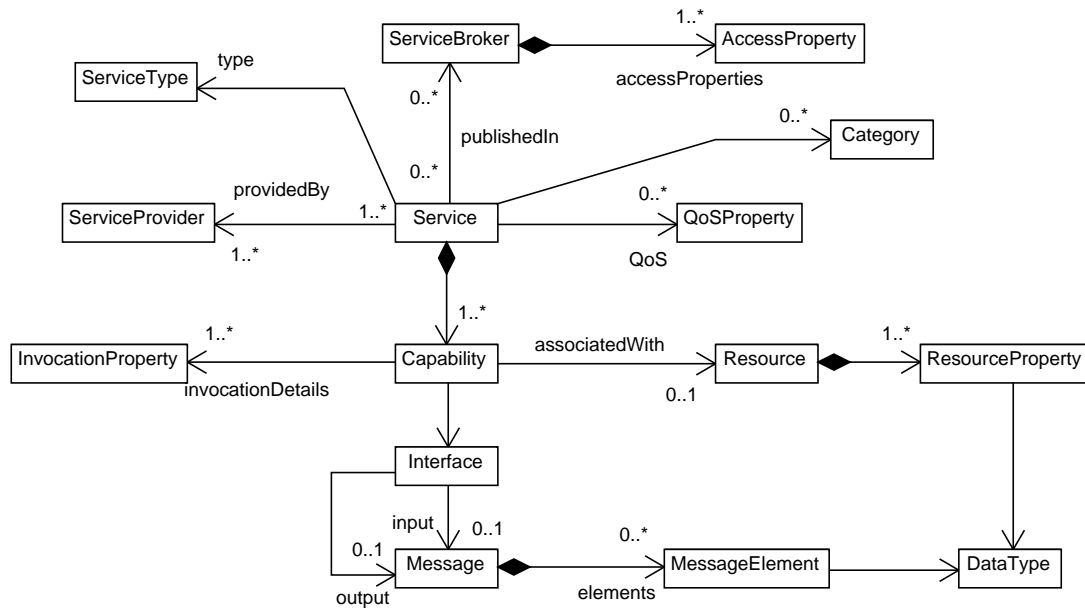 1..*
ServiceBroker
AccessProperty
type
ServiceType
accessProperties
0..*
0..*
publishedIn
Category
0..*
providedBy
0..*
ServiceProvider
1..*
Service
QoSProperty
1..*
QoS
1..*
1..*
1..*
InvocationProperty
Capability
associatedWith
Resource
ResourceProperty
invocationDetails
0..1
Interface
input
0..1
0..1
0..*
Message
MessageElement
DataType
output
elements